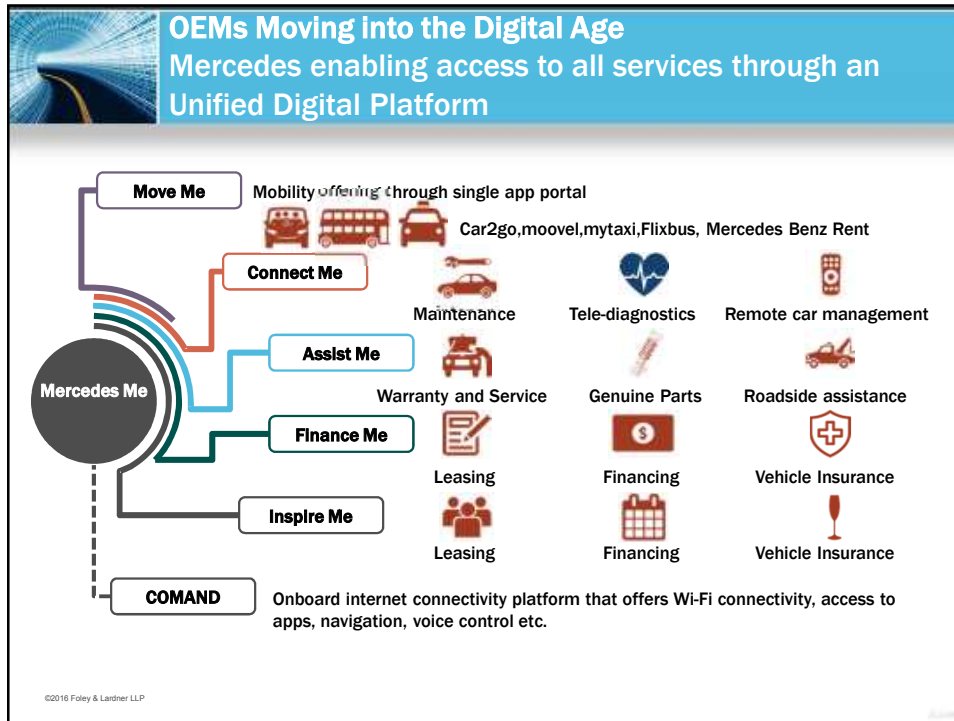 OEMs Moving into the Digital Age
Mercedes enabling access to all services through an
Unified Digital Platform
Move Me
Mobility offering through single app portal
Car2go,moovel,mytaxi,Flixbus, Mercedes Benz Rent
Connect Me
Maintenance Tele-diagnostics Remote car management
Assist Me
Mercedes Me
Warranty and Service Genuine Parts Roadside assistance
Finance Me
$
Leasing Financing Vehicle Insurance
Inspire Me
Leasing Financing Vehicle Insurance
COMAND
Onboard internet connectivity platform that offers Wi-Fi connectivity, access to
apps, navigation, voice control etc.
©2016 Foley & Lardner LLP